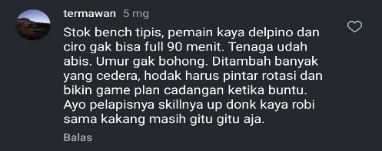 termawan 5 mg
Stok bench tipis, pemain kaya delpino dan
ciro gak bisa full 90 menit. Tenaga udah
abis. Umur gak bohong. Ditambah banyak
yang cedera, hodak harus pintar rotasi dan
bikin game plan cadangan ketika buntu.
Ayo pelapisnya skillnya up donk kaya robi
sama kakang masih gitu gitu aja.
Balas